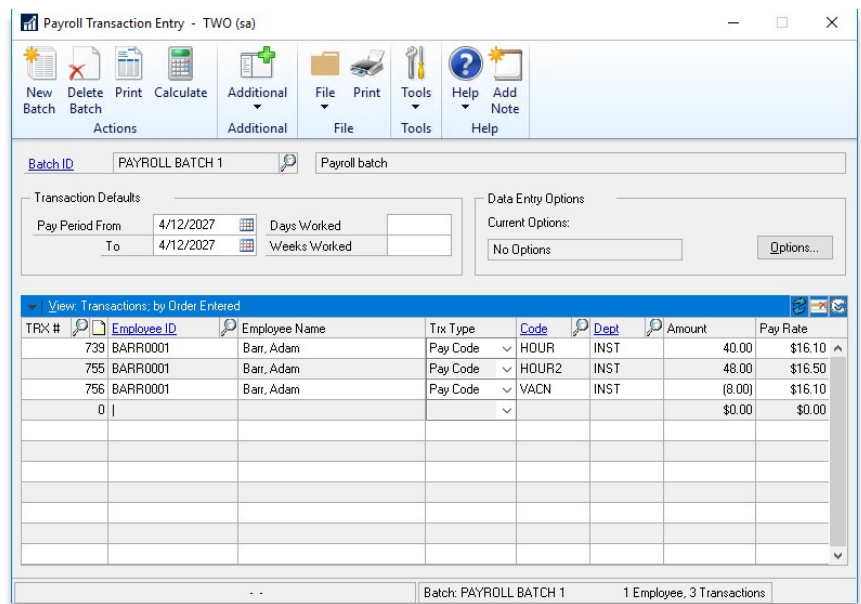 Payroll Transaction Entry - TWO (sa)
New Batch Delete Batch Print Calculate Additional File Print Tools Help Add Note
Actions Additional File Tools Help
Batch ID PAYROLL BATCH 1 Payroll batch
Transaction Defaults Data Entry Options
Pay Period From 4/12/2027 Days Worked Current Options:
To 4/12/2027 Weeks Worked No Options Options...
View: Transactions; by Order Entered
TRX # Employee ID Employee Name Trx Type Code Dept Amount Pay Rate
739 BARR0001 Barr, Adam Pay Code HOUR INST 40.00 $16.10
755 BARR0001 Barr, Adam Pay Code HOUR2 INST 48.00 $16.50
756 BARR0001 Barr, Adam Pay Code VACN INST (8.00) $16.10
0 $0.00 $0.00
- - Batch: PAYROLL BATCH 1 1 Employee, 3 Transactions